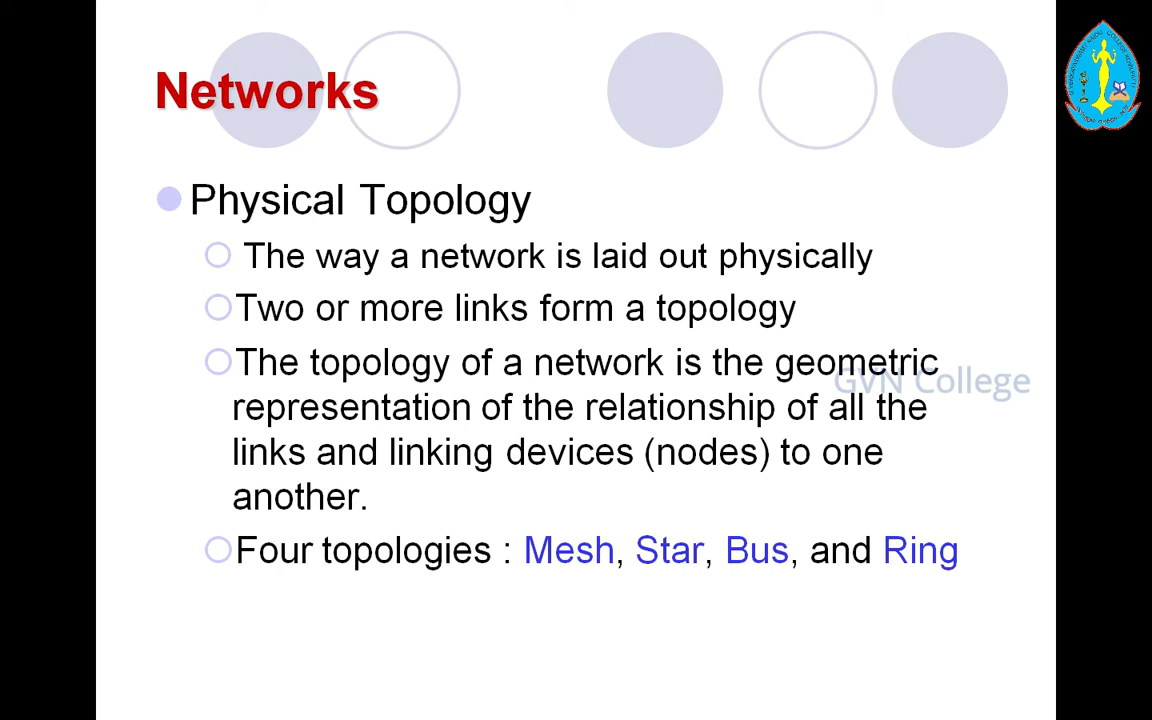 Networks
Physical Topology
The way a network is laid out physically
Two or more links form a topology
The topology of a network is the geometric
GVN College
representation of the relationship of all the
links and linking devices (nodes) to one
another.
Four topologies : Mesh, Star, Bus, and Ring